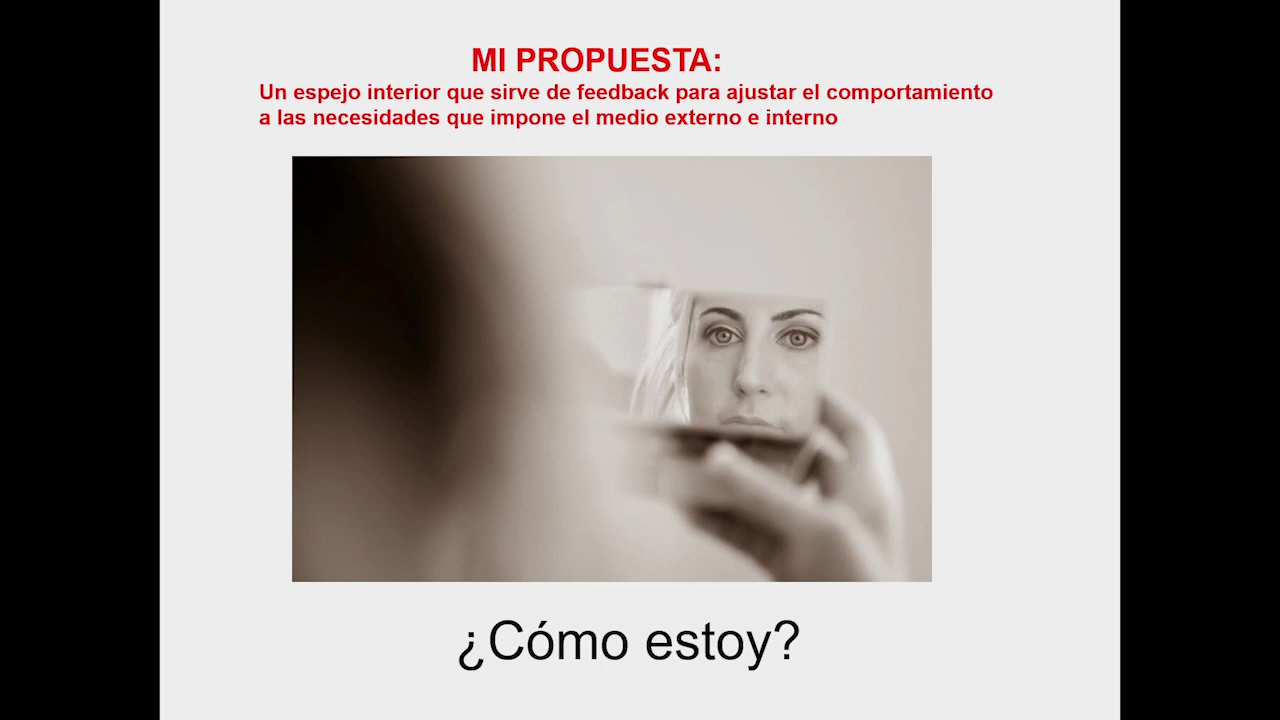 MI PROPUESTA:
Un espejo interior que sirve de feedback para ajustar el comportamiento
a las necesidades que impone el medio externo e interno
¿Cómo estoy?